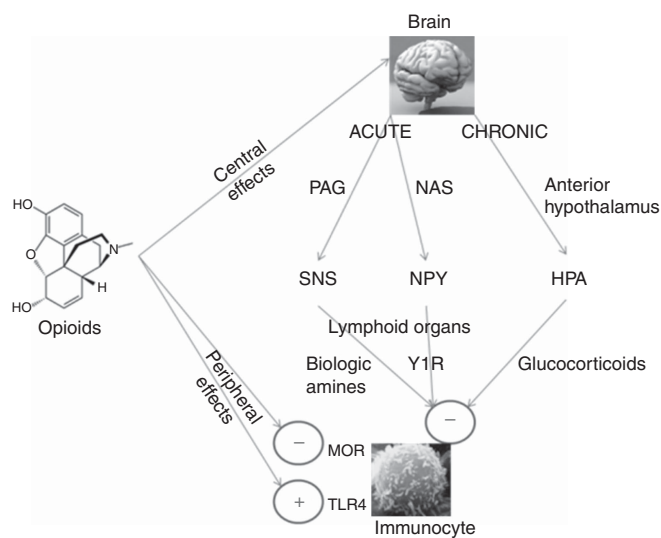 Brain
ACUTE CHRONIC
Central
effects
PAG NAS Anterior
hypothalamus
HO
O
N
H
HO
Opioids
SNS NPY HPA
Lymphoid organs
Biologic
amines
Y1R Glucocorticoids
Peripheral
effects
−
− MOR
+ TLR4
Immunocyte